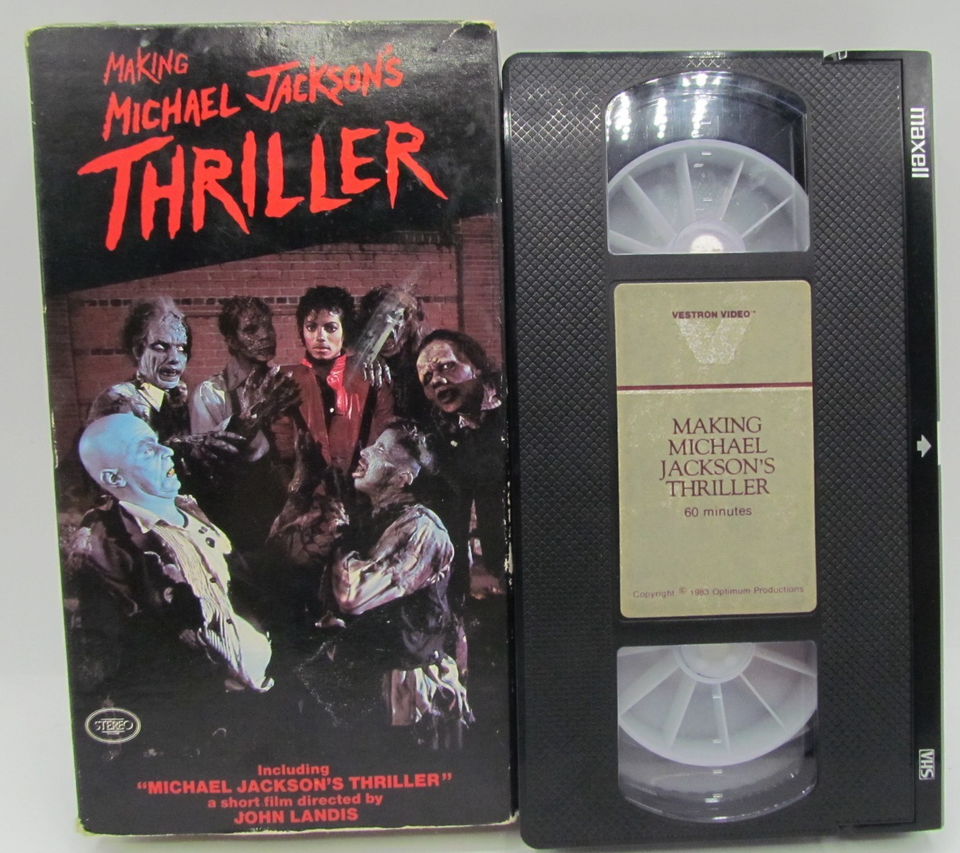 MAKING
MICHAEL JACKSON'S
THRILLER
STEREO
Including
"MICHAEL JACKSON'S THRILLER"
a short film directed by
JOHN LANDIS
maxell
VESTRON VIDEO™
V
MAKING
MICHAEL
JACKSON'S
THRILLER
60 minutes
Copyright © 1983 Optimum Productions
VHS